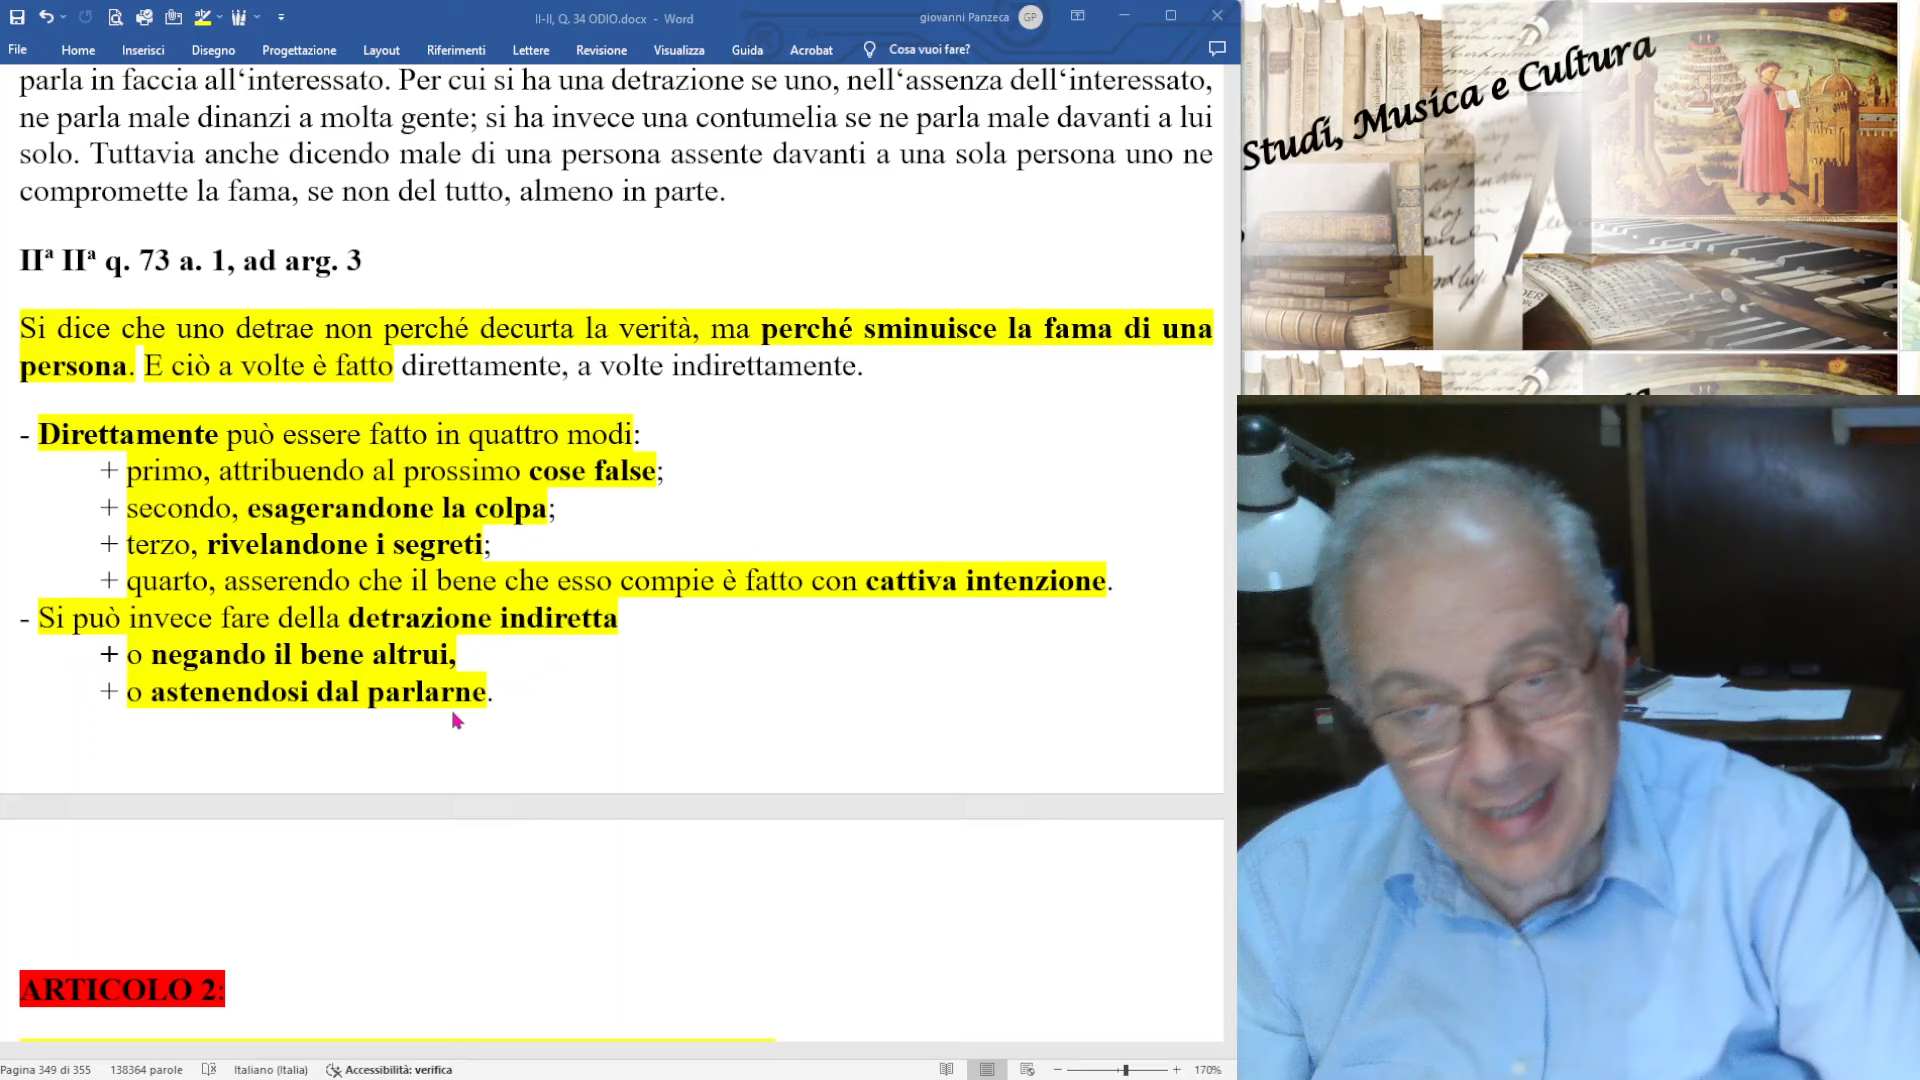 II-II, Q. 34 ODIO.docx - Word
giovanni Panzeca GP
File Home Inserisci Disegno Progettazione Layout Riferimenti Lettere Revisione Visualizza Guida Acrobat Cosa vuoi fare?
parla in faccia all‘interessato. Per cui si ha una detrazione se uno, nell‘assenza dell‘interessato,
ne parla male dinanzi a molta gente; si ha invece una contumelia se ne parla male davanti a lui
solo. Tuttavia anche dicendo male di una persona assente davanti a una sola persona uno ne
compromette la fama, se non del tutto, almeno in parte.
IIª IIª q. 73 a. 1, ad arg. 3
Si dice che uno detrae non perché decurta la verità, ma perché sminuisce la fama di una
persona. E ciò a volte è fatto direttamente, a volte indirettamente.
- Direttamente può essere fatto in quattro modi:
+ primo, attribuendo al prossimo cose false;
+ secondo, esagerandone la colpa;
+ terzo, rivelandone i segreti;
+ quarto, asserendo che il bene che esso compie è fatto con cattiva intenzione.
- Si può invece fare della detrazione indiretta
+ o negando il bene altrui,
+ o astenendosi dal parlarne.
ARTICOLO 2:
Pagina 349 di 355 138364 parole Italiano (Italia) Accessibilità: verifica 170%
Studi, Musica e Cultura